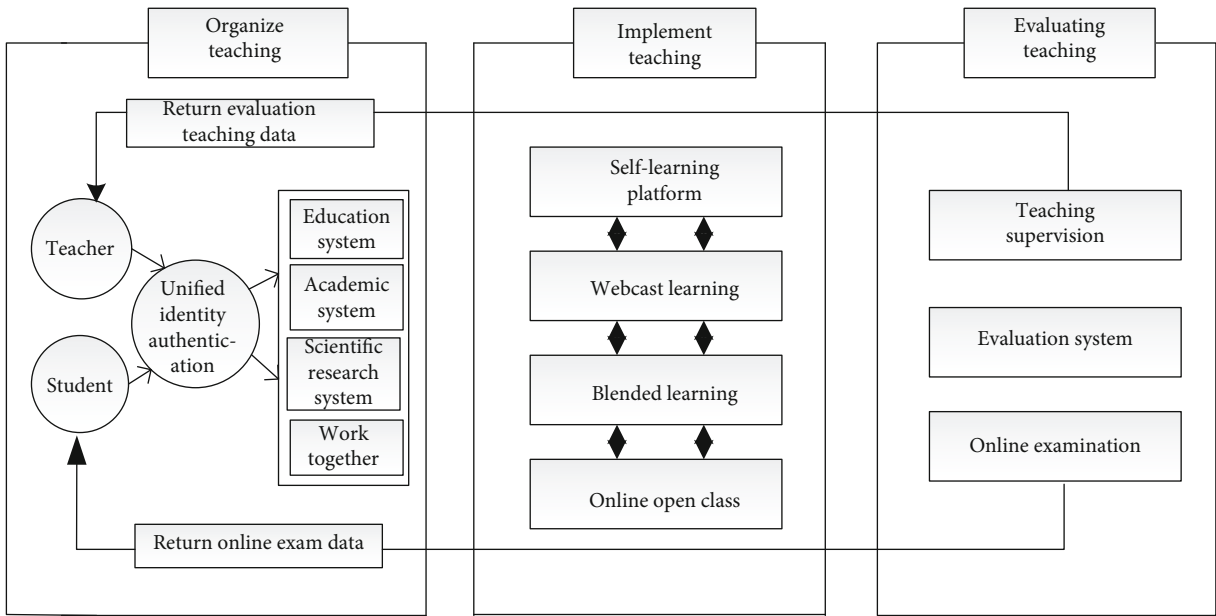 Organize
teaching
Implement
teaching
Evaluating
teaching
Return evaluation
teaching data
Teacher
Student
Unified
identity
authentic-
ation
Education
system
Academic
system
Scientific
research
system
Work
together
Return online exam data
Self-learning
platform
Webcast learning
Blended learning
Online open class
Teaching
supervision
Evaluation system
Online examination